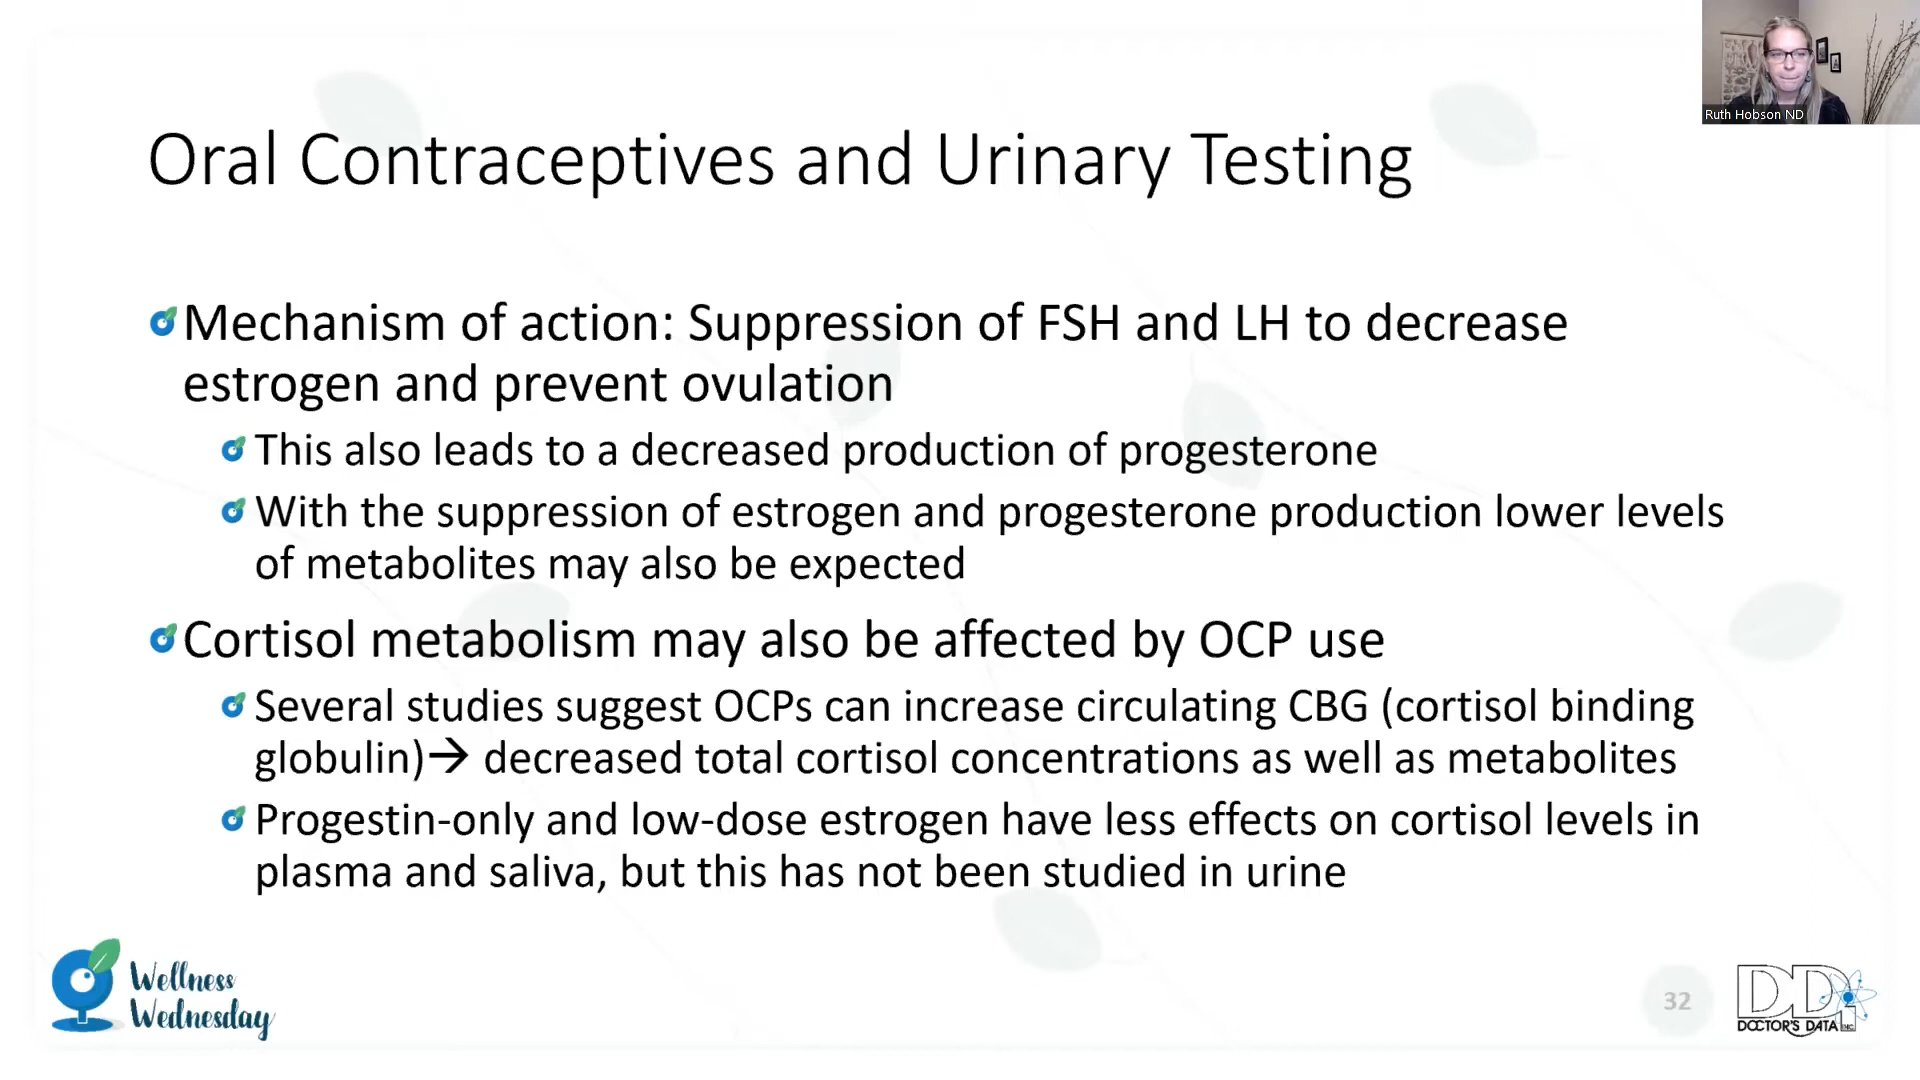 Ruth Hobson ND
Oral Contraceptives and Urinary Testing
Mechanism of action: Suppression of FSH and LH to decrease
estrogen and prevent ovulation
This also leads to a decreased production of progesterone
With the suppression of estrogen and progesterone production lower levels
of metabolites may also be expected
Cortisol metabolism may also be affected by OCP use
Several studies suggest OCPs can increase circulating CBG (cortisol binding
globulin)→ decreased total cortisol concentrations as well as metabolites
Progestin-only and low-dose estrogen have less effects on cortisol levels in
plasma and saliva, but this has not been studied in urine
Wellness
Wednesday
32
DDI
DOCTOR'S DATA INC.